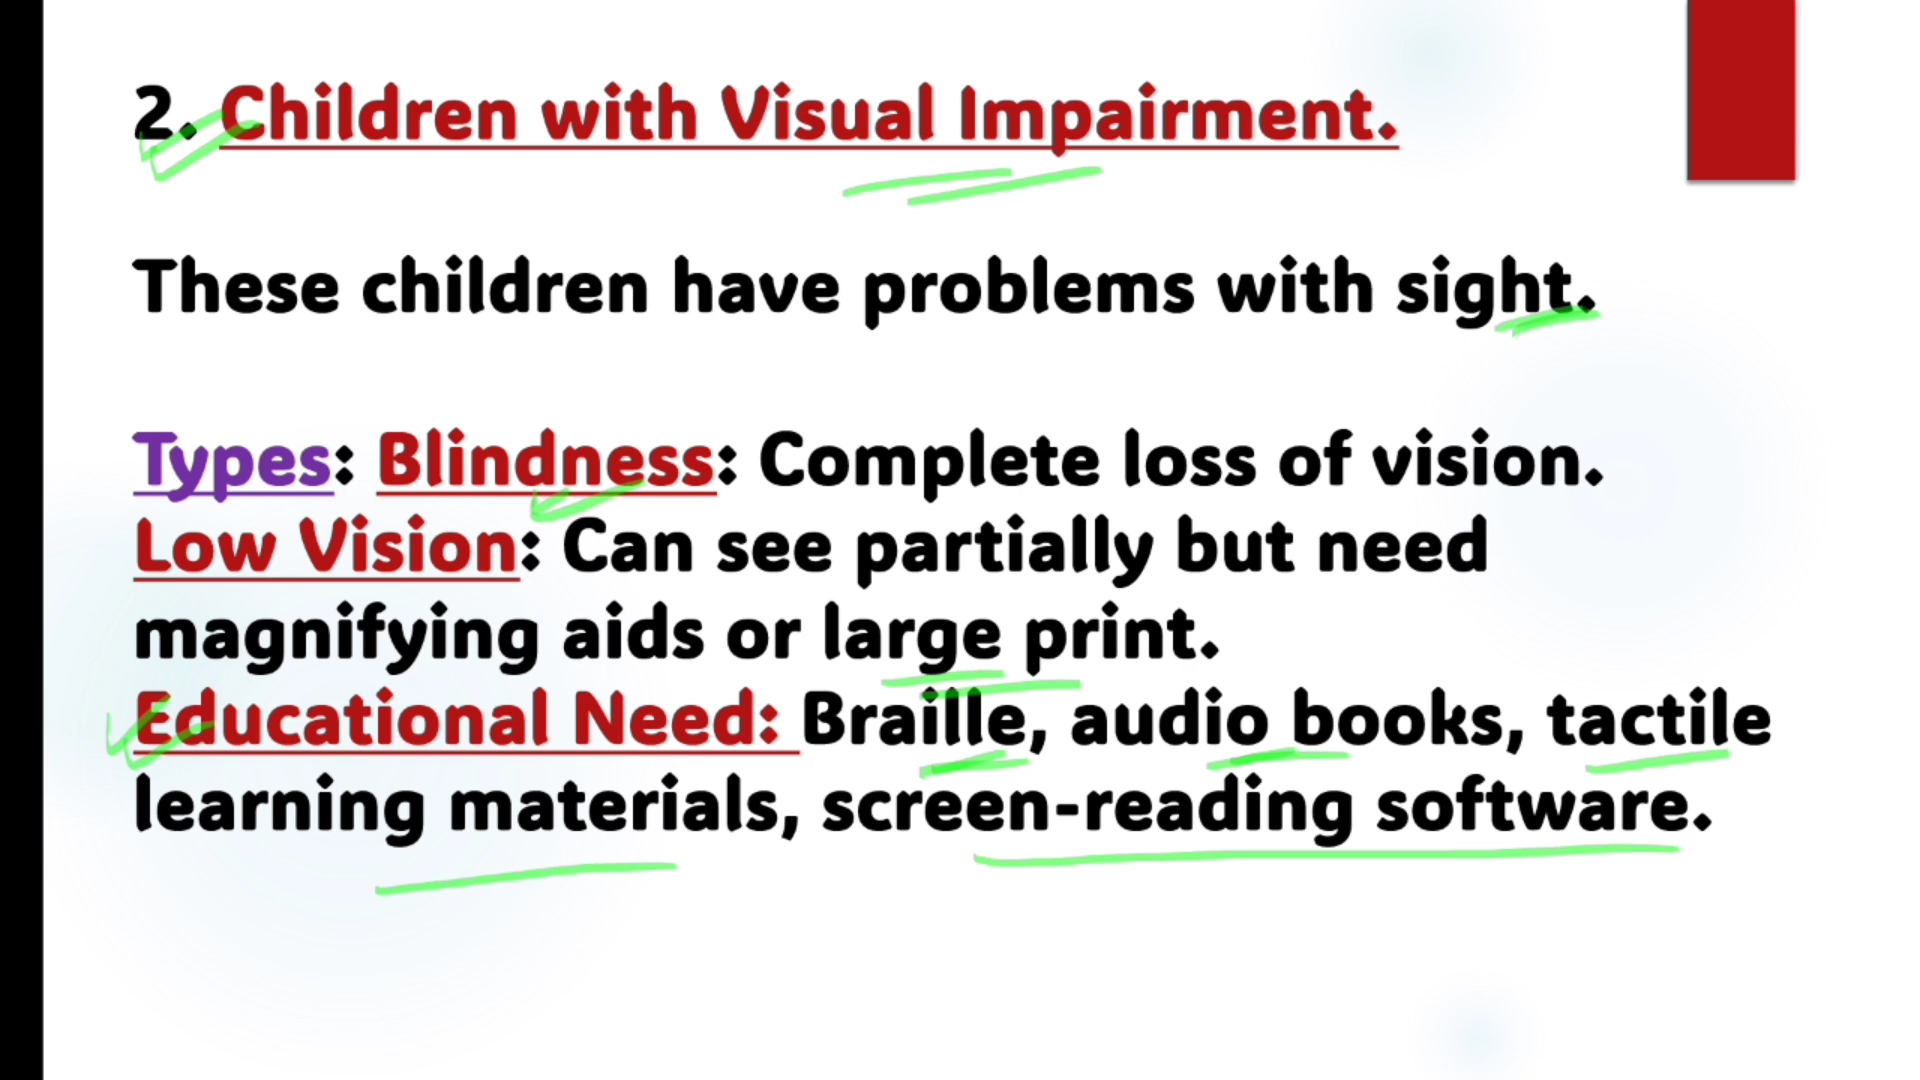 2. Children with Visual Impairment.
These children have problems with sight.
Types: Blindness: Complete loss of vision.
Low Vision: Can see partially but need
magnifying aids or large print.
Educational Need: Braille, audio books, tactile
learning materials, screen-reading software.